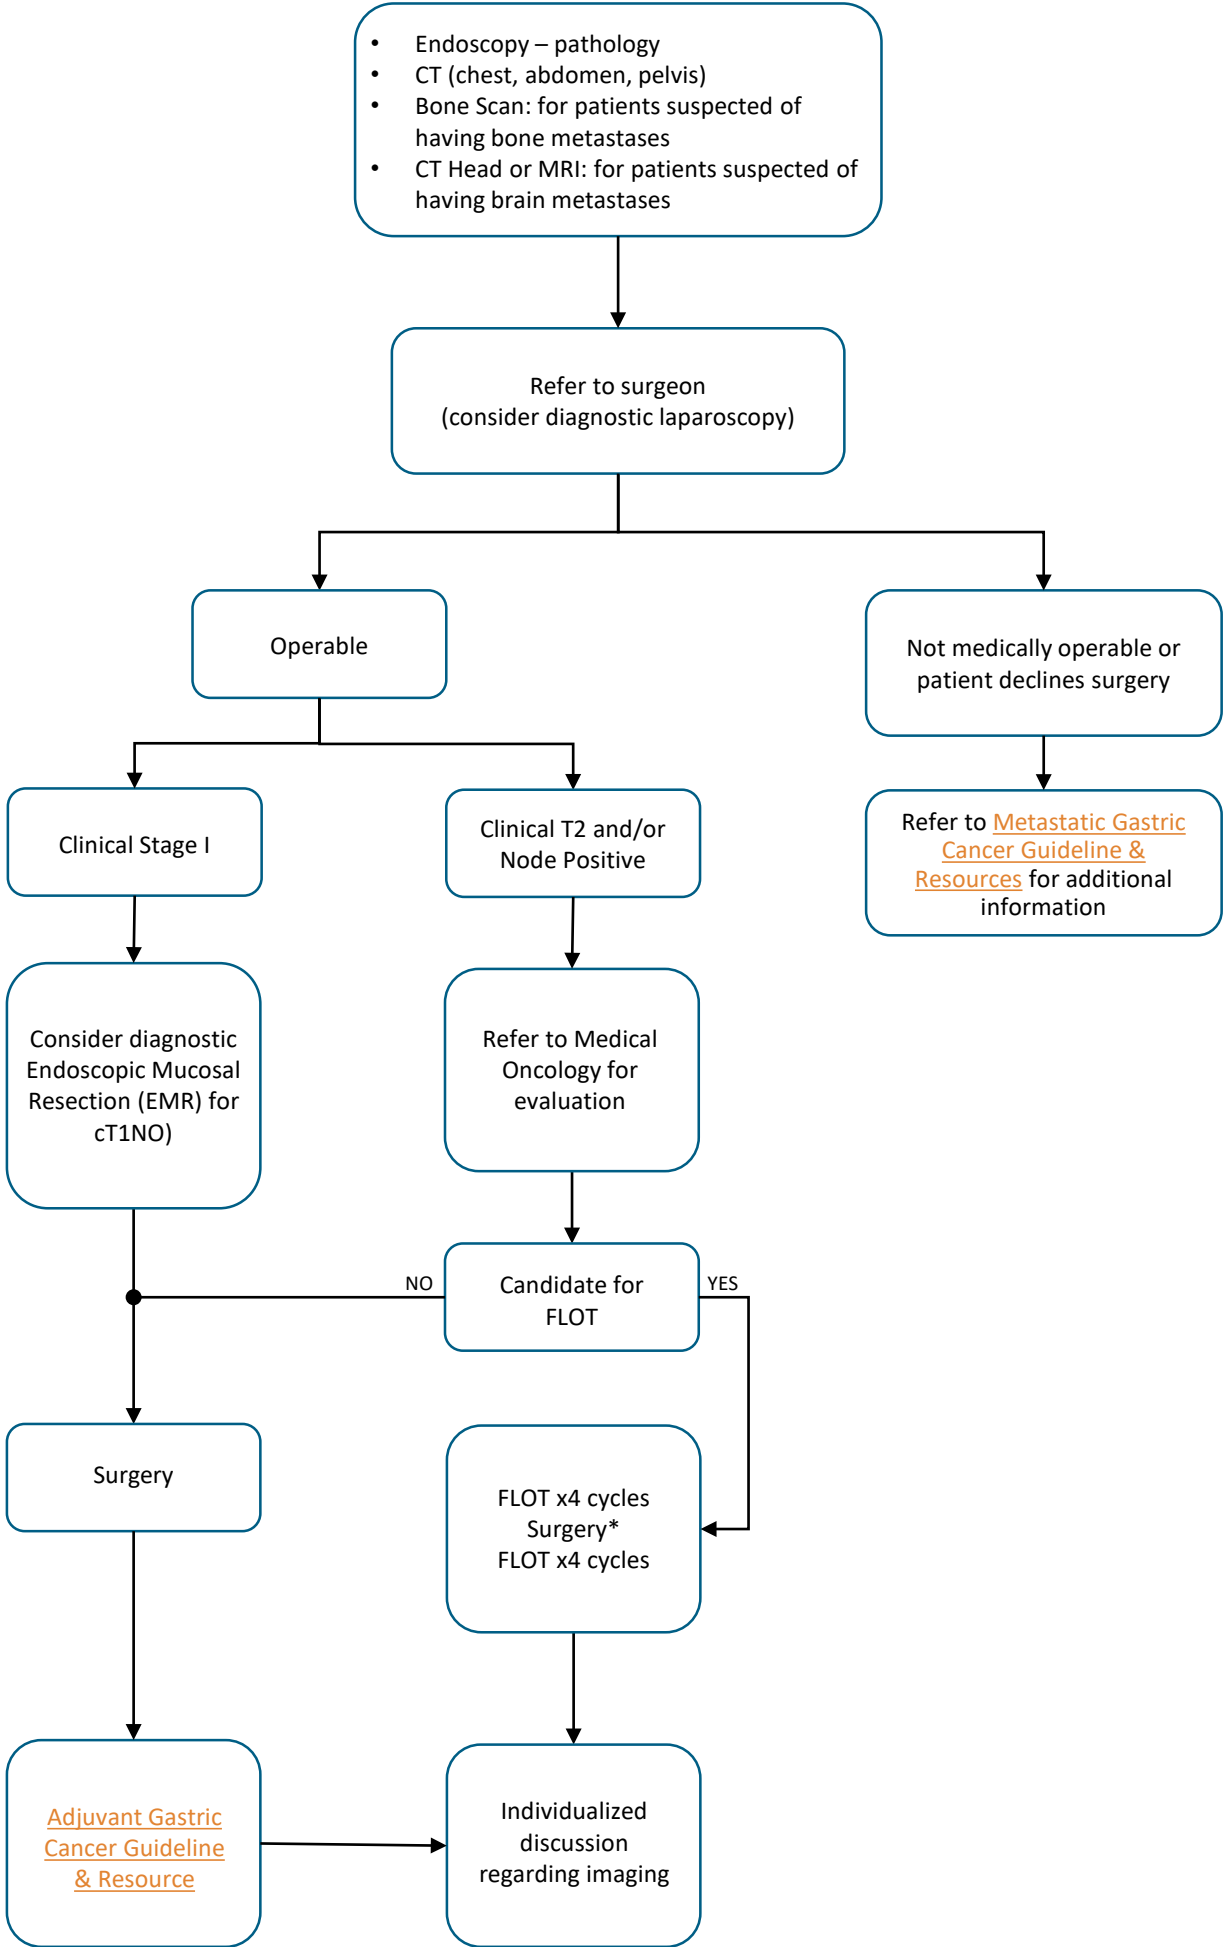 • Endoscopy – pathology
• CT (chest, abdomen, pelvis)
• Bone Scan: for patients suspected of
having bone metastases
• CT Head or MRI: for patients suspected of
having brain metastases
Refer to surgeon
(consider diagnostic laparoscopy)
Operable
Not medically operable or
patient declines surgery
Clinical Stage I
Clinical T2 and/or
Node Positive
Refer to Metastatic Gastric
Cancer Guideline &
Resources for additional
information
Consider diagnostic
Endoscopic Mucosal
Resection (EMR) for
cT1NO)
Refer to Medical
Oncology for
evaluation
NO
Candidate for
FLOT
YES
Surgery
FLOT x4 cycles
Surgery*
FLOT x4 cycles
Adjuvant Gastric
Cancer Guideline
& Resource
Individualized
discussion
regarding imaging